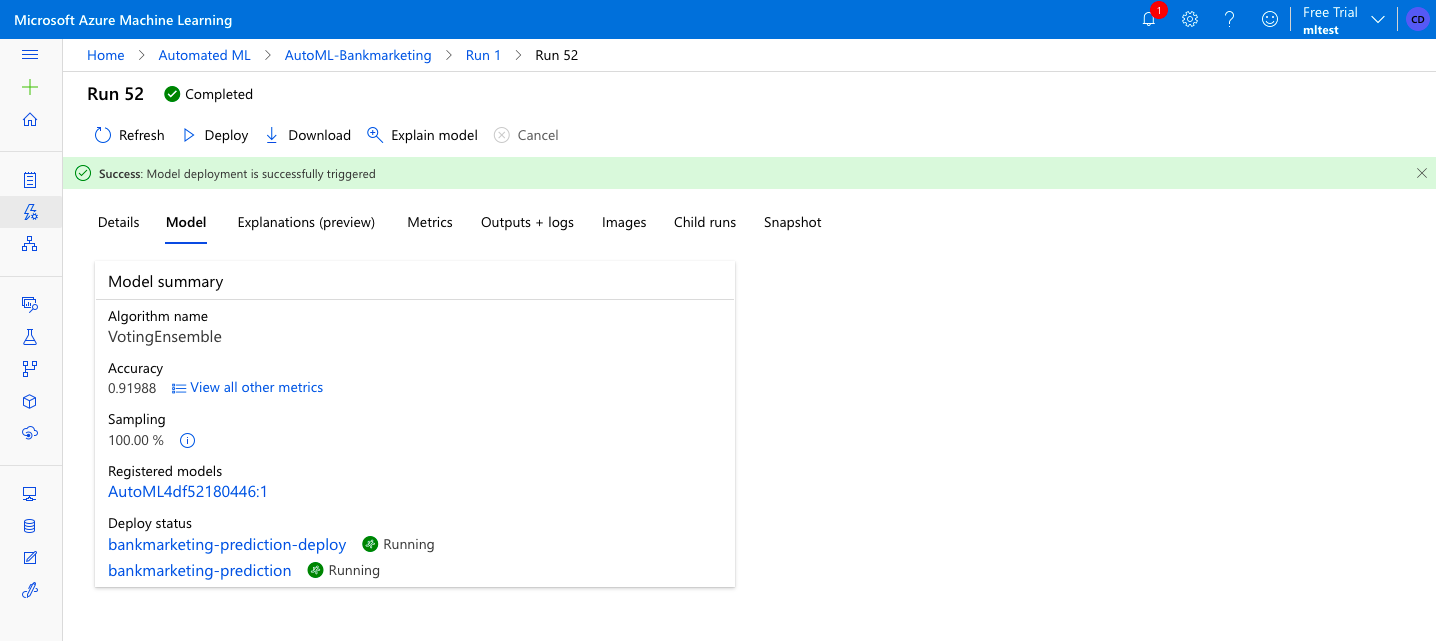 Microsoft Azure Machine Learning
1
Free Trial
mltest
CD
Home > Automated ML > AutoML-Bankmarketing > Run 1 > Run 52
Run 52 Completed
Refresh Deploy Download Explain model Cancel
Success: Model deployment is successfully triggered
Details Model Explanations (preview) Metrics Outputs + logs Images Child runs Snapshot
Model summary
Algorithm name
VotingEnsemble
Accuracy
0.91988 View all other metrics
Sampling
100.00 %
Registered models
AutoML4df52180446:1
Deploy status
bankmarketing-prediction-deploy Running
bankmarketing-prediction Running